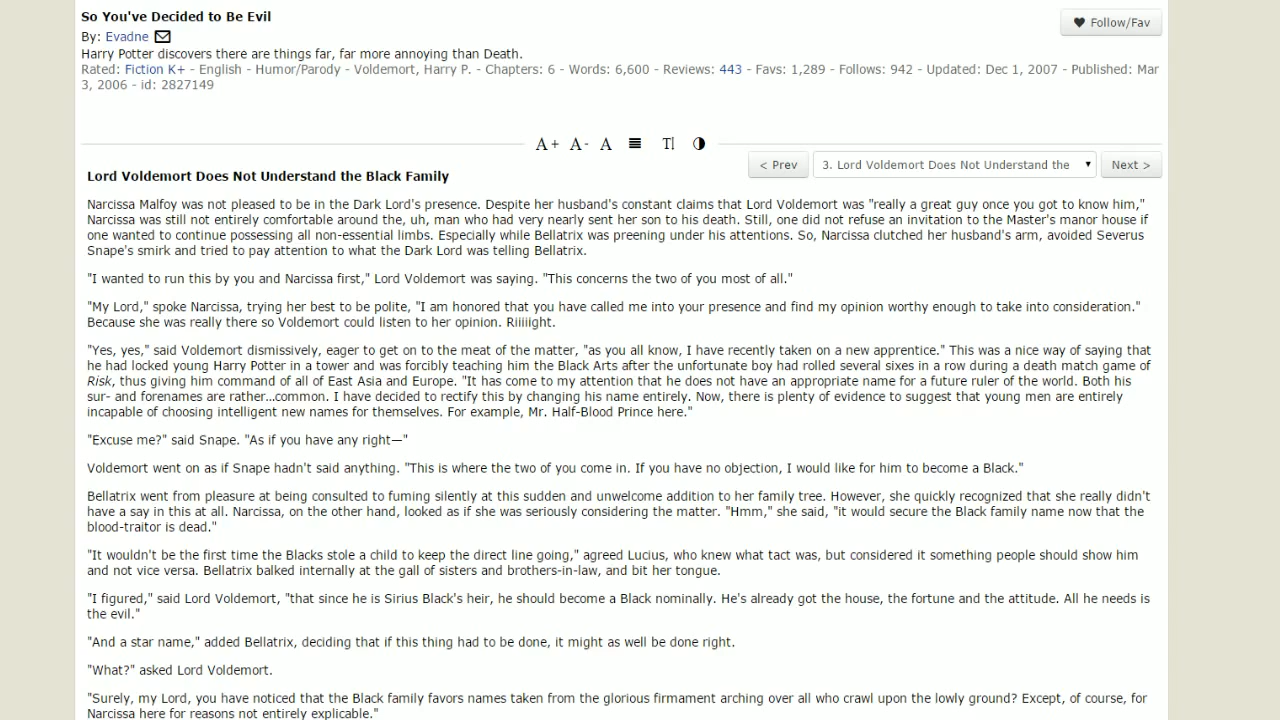 So You've Decided to Be Evil
Follow/Fav
By: Evadne
Harry Potter discovers there are things far, far more annoying than Death.
Rated: Fiction K+ - English - Humor/Parody - Voldemort, Harry P. - Chapters: 6 - Words: 6,600 - Reviews: 443 - Favs: 1,289 - Follows: 942 - Updated: Dec 1, 2007 - Published: Mar
3, 2006 - id: 2827149
A+ A- A
< Prev
3. Lord Voldemort Does Not Understand the
Next >
Lord Voldemort Does Not Understand the Black Family
Narcissa Malfoy was not pleased to be in the Dark Lord's presence. Despite her husband's constant claims that Lord Voldemort was "really a great guy once you got to know him,"
Narcissa was still not entirely comfortable around the, uh, man who had very nearly sent her son to his death. Still, one did not refuse an invitation to the Master's manor house if
one wanted to continue possessing all non-essential limbs. Especially while Bellatrix was preening under his attentions. So, Narcissa clutched her husband's arm, avoided Severus
Snape's smirk and tried to pay attention to what the Dark Lord was telling Bellatrix.
"I wanted to run this by you and Narcissa first," Lord Voldemort was saying. "This concerns the two of you most of all."
"My Lord," spoke Narcissa, trying her best to be polite, "I am honored that you have called me into your presence and find my opinion worthy enough to take into consideration."
Because she was really there so Voldemort could listen to her opinion. Riiiiight.
"Yes, yes," said Voldemort dismissively, eager to get on to the meat of the matter, "as you all know, I have recently taken on a new apprentice." This was a nice way of saying that
he had locked young Harry Potter in a tower and was forcibly teaching him the Black Arts after the unfortunate boy had rolled several sixes in a row during a death match game of
Risk, thus giving him command of all of East Asia and Europe. "It has come to my attention that he does not have an appropriate name for a future ruler of the world. Both his
sur- and forenames are rather...common. I have decided to rectify this by changing his name entirely. Now, there is plenty of evidence to suggest that young men are entirely
incapable of choosing intelligent new names for themselves. For example, Mr. Half-Blood Prince here."
"Excuse me?" said Snape. "As if you have any right—"
Voldemort went on as if Snape hadn't said anything. "This is where the two of you come in. If you have no objection, I would like for him to become a Black."
Bellatrix went from pleasure at being consulted to fuming silently at this sudden and unwelcome addition to her family tree. However, she quickly recognized that she really didn't
have a say in this at all. Narcissa, on the other hand, looked as if she was seriously considering the matter. "Hmm," she said, "it would secure the Black family name now that the
blood-traitor is dead."
"It wouldn't be the first time the Blacks stole a child to keep the direct line going," agreed Lucius, who knew what tact was, but considered it something people should show him
and not vice versa. Bellatrix balked internally at the gall of sisters and brothers-in-law, and bit her tongue.
"I figured," said Lord Voldemort, "that since he is Sirius Black's heir, he should become a Black nominally. He's already got the house, the fortune and the attitude. All he needs is
the evil."
"And a star name," added Bellatrix, deciding that if this thing had to be done, it might as well be done right.
"What?" asked Lord Voldemort.
"Surely, my Lord, you have noticed that the Black family favors names taken from the glorious firmament arching over all who crawl upon the lowly ground? Except, of course, for
Narcissa here for reasons not entirely explicable."